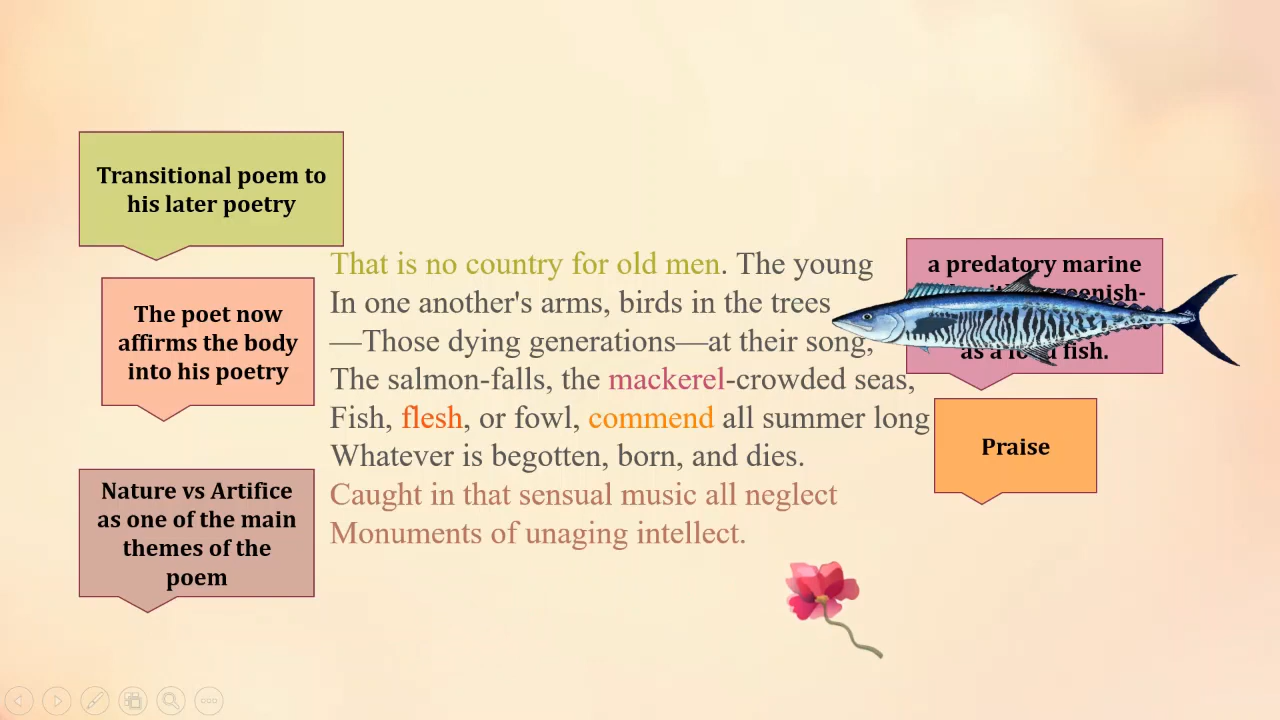 Transitional poem to
his later poetry
The poet now
affirms the body
into his poetry
Nature vs Artifice
as one of the main
themes of the
poem
That is no country for old men. The young
In one another's arms, birds in the trees
—Those dying generations—at their song,
The salmon-falls, the mackerel-crowded seas,
Fish, flesh, or fowl, commend all summer long
Whatever is begotten, born, and dies.
Caught in that sensual music all neglect
Monuments of unaging intellect.
a predatory marine
as a fish.
Praise